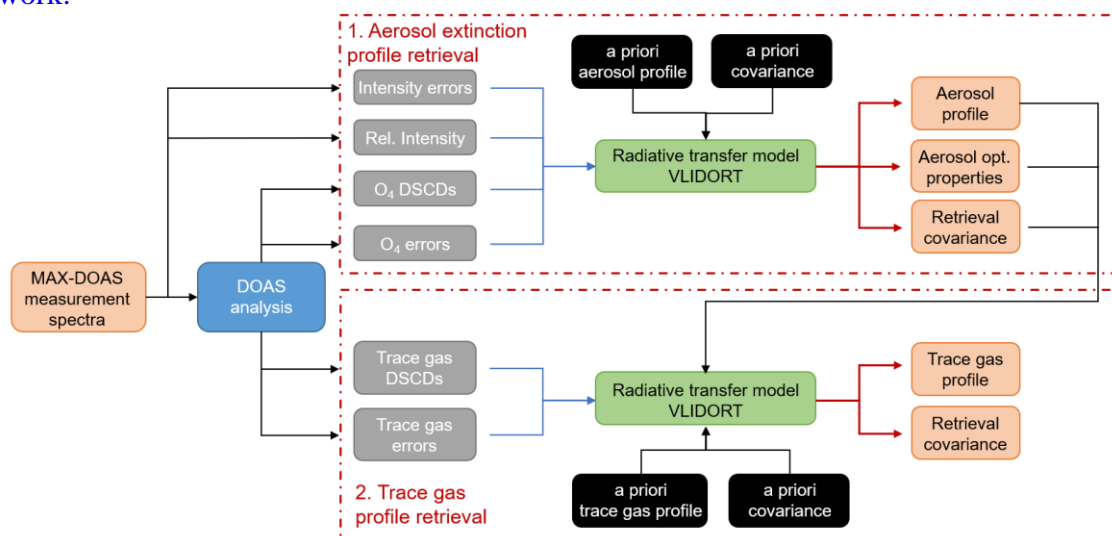 work.
1. Aerosol extinction
profile retrieval
a priori
aerosol profile
a priori
covariance
Intensity errors
Rel. Intensity
O₄ DSCDs
O₄ errors
Radiative transfer model
VLIDORT
Aerosol
profile
Aerosol opt.
properties
Retrieval
covariance
MAX-DOAS
measurement
spectra
DOAS
analysis
Trace gas
DSCDs
Trace gas
errors
Radiative transfer model
VLIDORT
Trace gas
profile
Retrieval
covariance
2. Trace gas
profile retrieval
a priori
trace gas profile
a priori
covariance